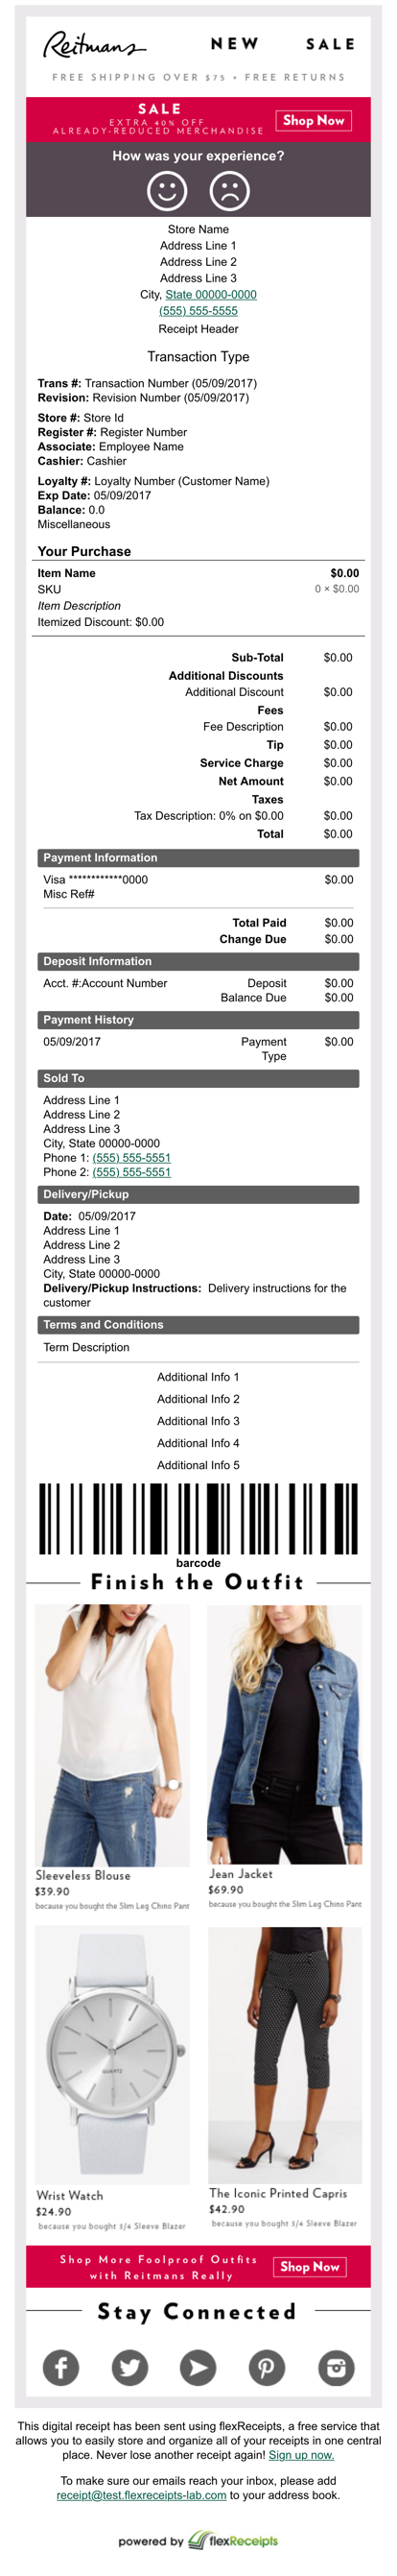 Reitmans
NEW SALE
FREE SHIPPING OVER $75 • FREE RETURNS
SALE
EXTRA 40% OFF
ALREADY-REDUCED MERCHANDISE
Shop Now
How was your experience?
Store Name
Address Line 1
Address Line 2
Address Line 3
City, State 00000-0000
(555) 555-5555
Receipt Header
Transaction Type
Trans #: Transaction Number (05/09/2017)
Revision: Revision Number (05/09/2017)
Store #: Store Id
Register #: Register Number
Associate: Employee Name
Cashier: Cashier
Loyalty #: Loyalty Number (Customer Name)
Exp Date: 05/09/2017
Balance: 0.0
Miscellaneous
Your Purchase
Item Name $0.00
SKU 0 × $0.00
Item Description
Itemized Discount: $0.00
Sub-Total $0.00
Additional Discounts
Additional Discount $0.00
Fees
Fee Description $0.00
Tip $0.00
Service Charge $0.00
Net Amount $0.00
Taxes
Tax Description: 0% on $0.00 $0.00
Total $0.00
Payment Information
Visa ************0000 $0.00
Misc Ref#
Total Paid $0.00
Change Due $0.00
Deposit Information
Acct. #:Account Number Deposit $0.00
Balance Due $0.00
Payment History
05/09/2017 Payment $0.00
Type
Sold To
Address Line 1
Address Line 2
Address Line 3
City, State 00000-0000
Phone 1: (555) 555-5551
Phone 2: (555) 555-5551
Delivery/Pickup
Date: 05/09/2017
Address Line 1
Address Line 2
Address Line 3
City, State 00000-0000
Delivery/Pickup Instructions: Delivery instructions for the
customer
Terms and Conditions
Term Description
Additional Info 1
Additional Info 2
Additional Info 3
Additional Info 4
Additional Info 5
barcode
Finish the Outfit
Sleeveless Blouse
$39.90
because you bought the Slim Leg Chino Pant
Jean Jacket
$69.90
because you bought the Slim Leg Chino Pant
QUARTZ
Wrist Watch
$24.90
because you bought 3/4 Sleeve Blazer
The Iconic Printed Capris
$42.90
because you bought 3/4 Sleeve Blazer
Shop More Foolproof Outfits
with Reitmans Really
Shop Now
Stay Connected
This digital receipt has been sent using flexReceipts, a free service that
allows you to easily store and organize all of your receipts in one central
place. Never lose another receipt again! Sign up now.
To make sure our emails reach your inbox, please add
receipt@test.flexreceipts-lab.com to your address book.
powered by flexReceipts